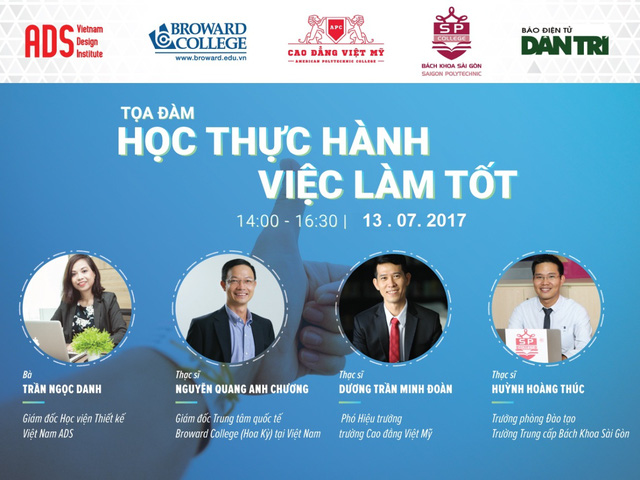 ADS
Vietnam
Design
Institute
BROWARD
COLLEGE
www.broward.edu.vn
APC
CAO ĐẲNG VIỆT MỸ
AMERICAN POLYTECHNIC COLLEGE
SP
COLLEGE
BÁCH KHOA SÀI GÒN
SAIGON POLYTECHNIC
BÁO ĐIỆN TỬ
DÂN TRÍ
TỌA ĐÀM
HỌC THỰC HÀNH
VIỆC LÀM TỐT
14:00 - 16:30 | 13 . 07. 2017
Bà
TRẦN NGỌC DANH
Giám đốc Học viện Thiết kế
Việt Nam ADS
Thạc sĩ
NGUYỄN QUANG ANH CHƯƠNG
Giám đốc Trung tâm quốc tế
Broward College (Hoa Kỳ) tại Việt Nam
Thạc sĩ
DƯƠNG TRẦN MINH ĐOÀN
Phó Hiệu trưởng
trường Cao đẳng Việt Mỹ
SP
Thạc sĩ
HUỲNH HOÀNG THÚC
Trưởng phòng Đào tạo
Trường Trung cấp Bách Khoa Sài Gòn